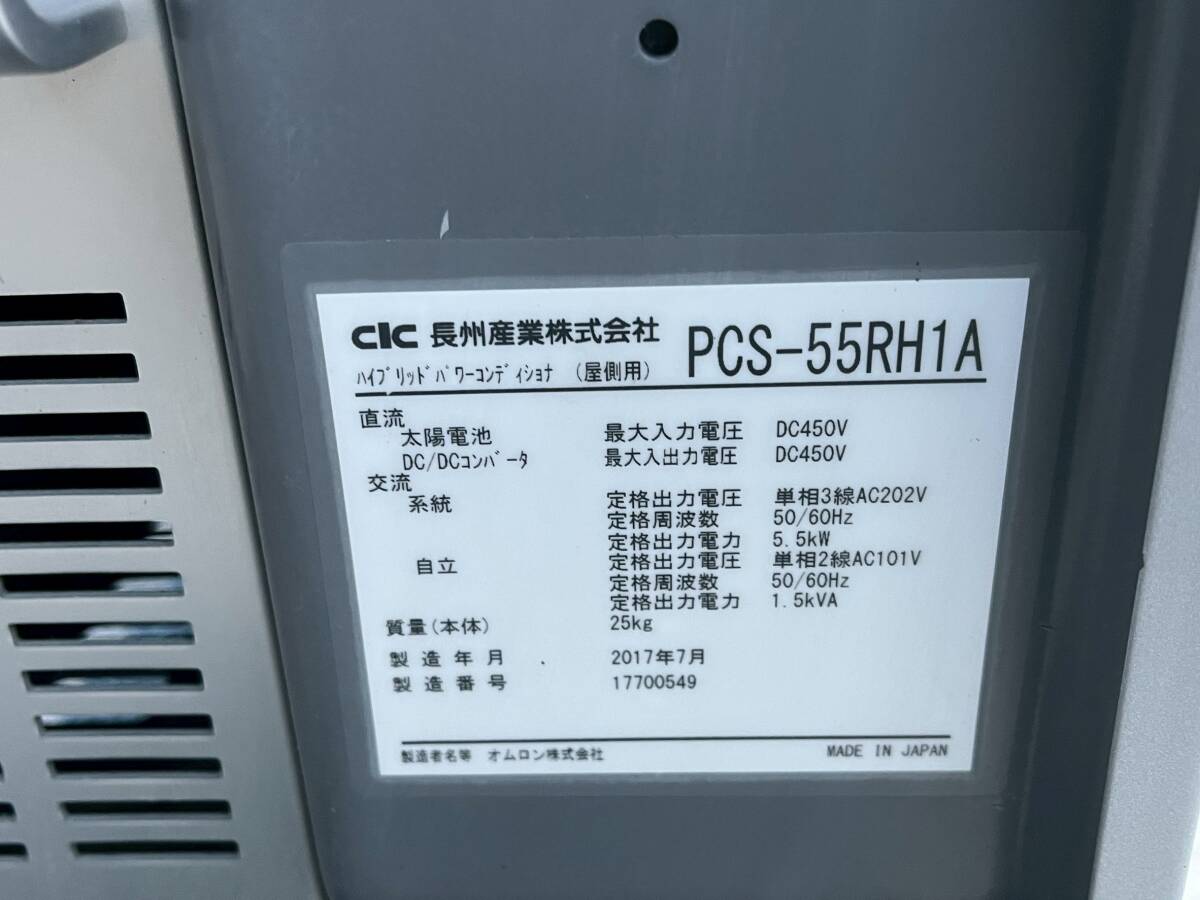 CIC 長州産業株式会社 PCS-55RH1A
ﾊｲﾌﾞﾘｯﾄﾞﾊﾟﾜｰｺﾝﾃﾞｨｼｮﾅ (屋側用)
直流
太陽電池 最大入力電圧 DC450V
DC/DCｺﾝﾊﾞｰﾀ 最大入出力電圧 DC450V
交流
系統 定格出力電圧 単相3線AC202V
定格周波数 50/60Hz
定格出力電力 5.5kW
自立 定格出力電圧 単相2線AC101V
定格周波数 50/60Hz
定格出力電力 1.5kVA
質量(本体) 25kg
製造年月 2017年7月
製造番号 17700549
製造者名等 オムロン株式会社 MADE IN JAPAN